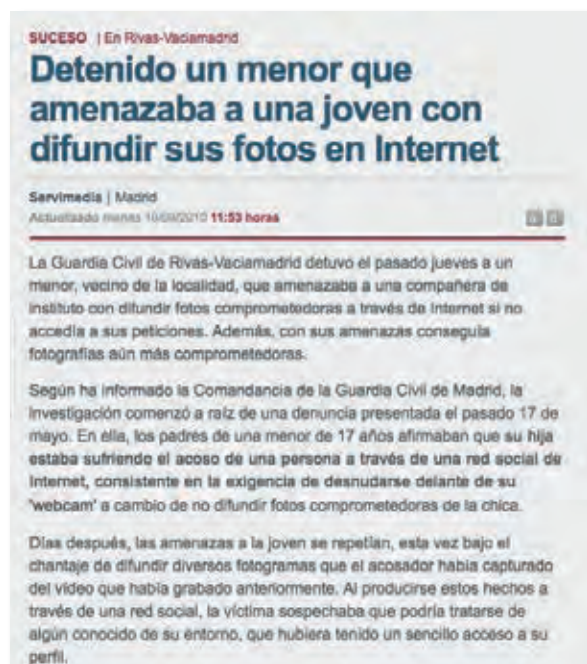 SUCESO | En Rivas-Vaciamadrid
Detenido un menor que
amenazaba a una joven con
difundir sus fotos en Internet
Servimedia | Madrid
Actualizado 11:53 horas
La Guardia Civil de Rivas-Vaciamadrid detuvo el pasado jueves a un
menor, vecino de la localidad, que amenazaba a una compañera de
instituto con difundir fotos comprometedoras a través de Internet si no
accedía a sus peticiones. Además, con sus amenazas conseguía
fotografías aún más comprometedoras.
Según ha informado la Comandancia de la Guardia Civil de Madrid, la
investigación comenzó a raíz de una denuncia presentada el pasado 17 de
mayo. En ella, los padres de una menor de 17 años afirmaban que su hija
estaba sufriendo el acoso de una persona a través de una red social de
Internet, consistente en la exigencia de desnudarse delante de su
'webcam' a cambio de no difundir fotos comprometedoras de la chica.
Días después, las amenazas a la joven se repetían, esta vez bajo el
chantaje de difundir diversos fotogramas que el acosador había capturado
del vídeo que había grabado anteriormente. Al producirse estos hechos a
través de una red social, la víctima sospechaba que podría tratarse de
algún conocido de su entorno, que hubiera tenido un sencillo acceso a su
perfil.